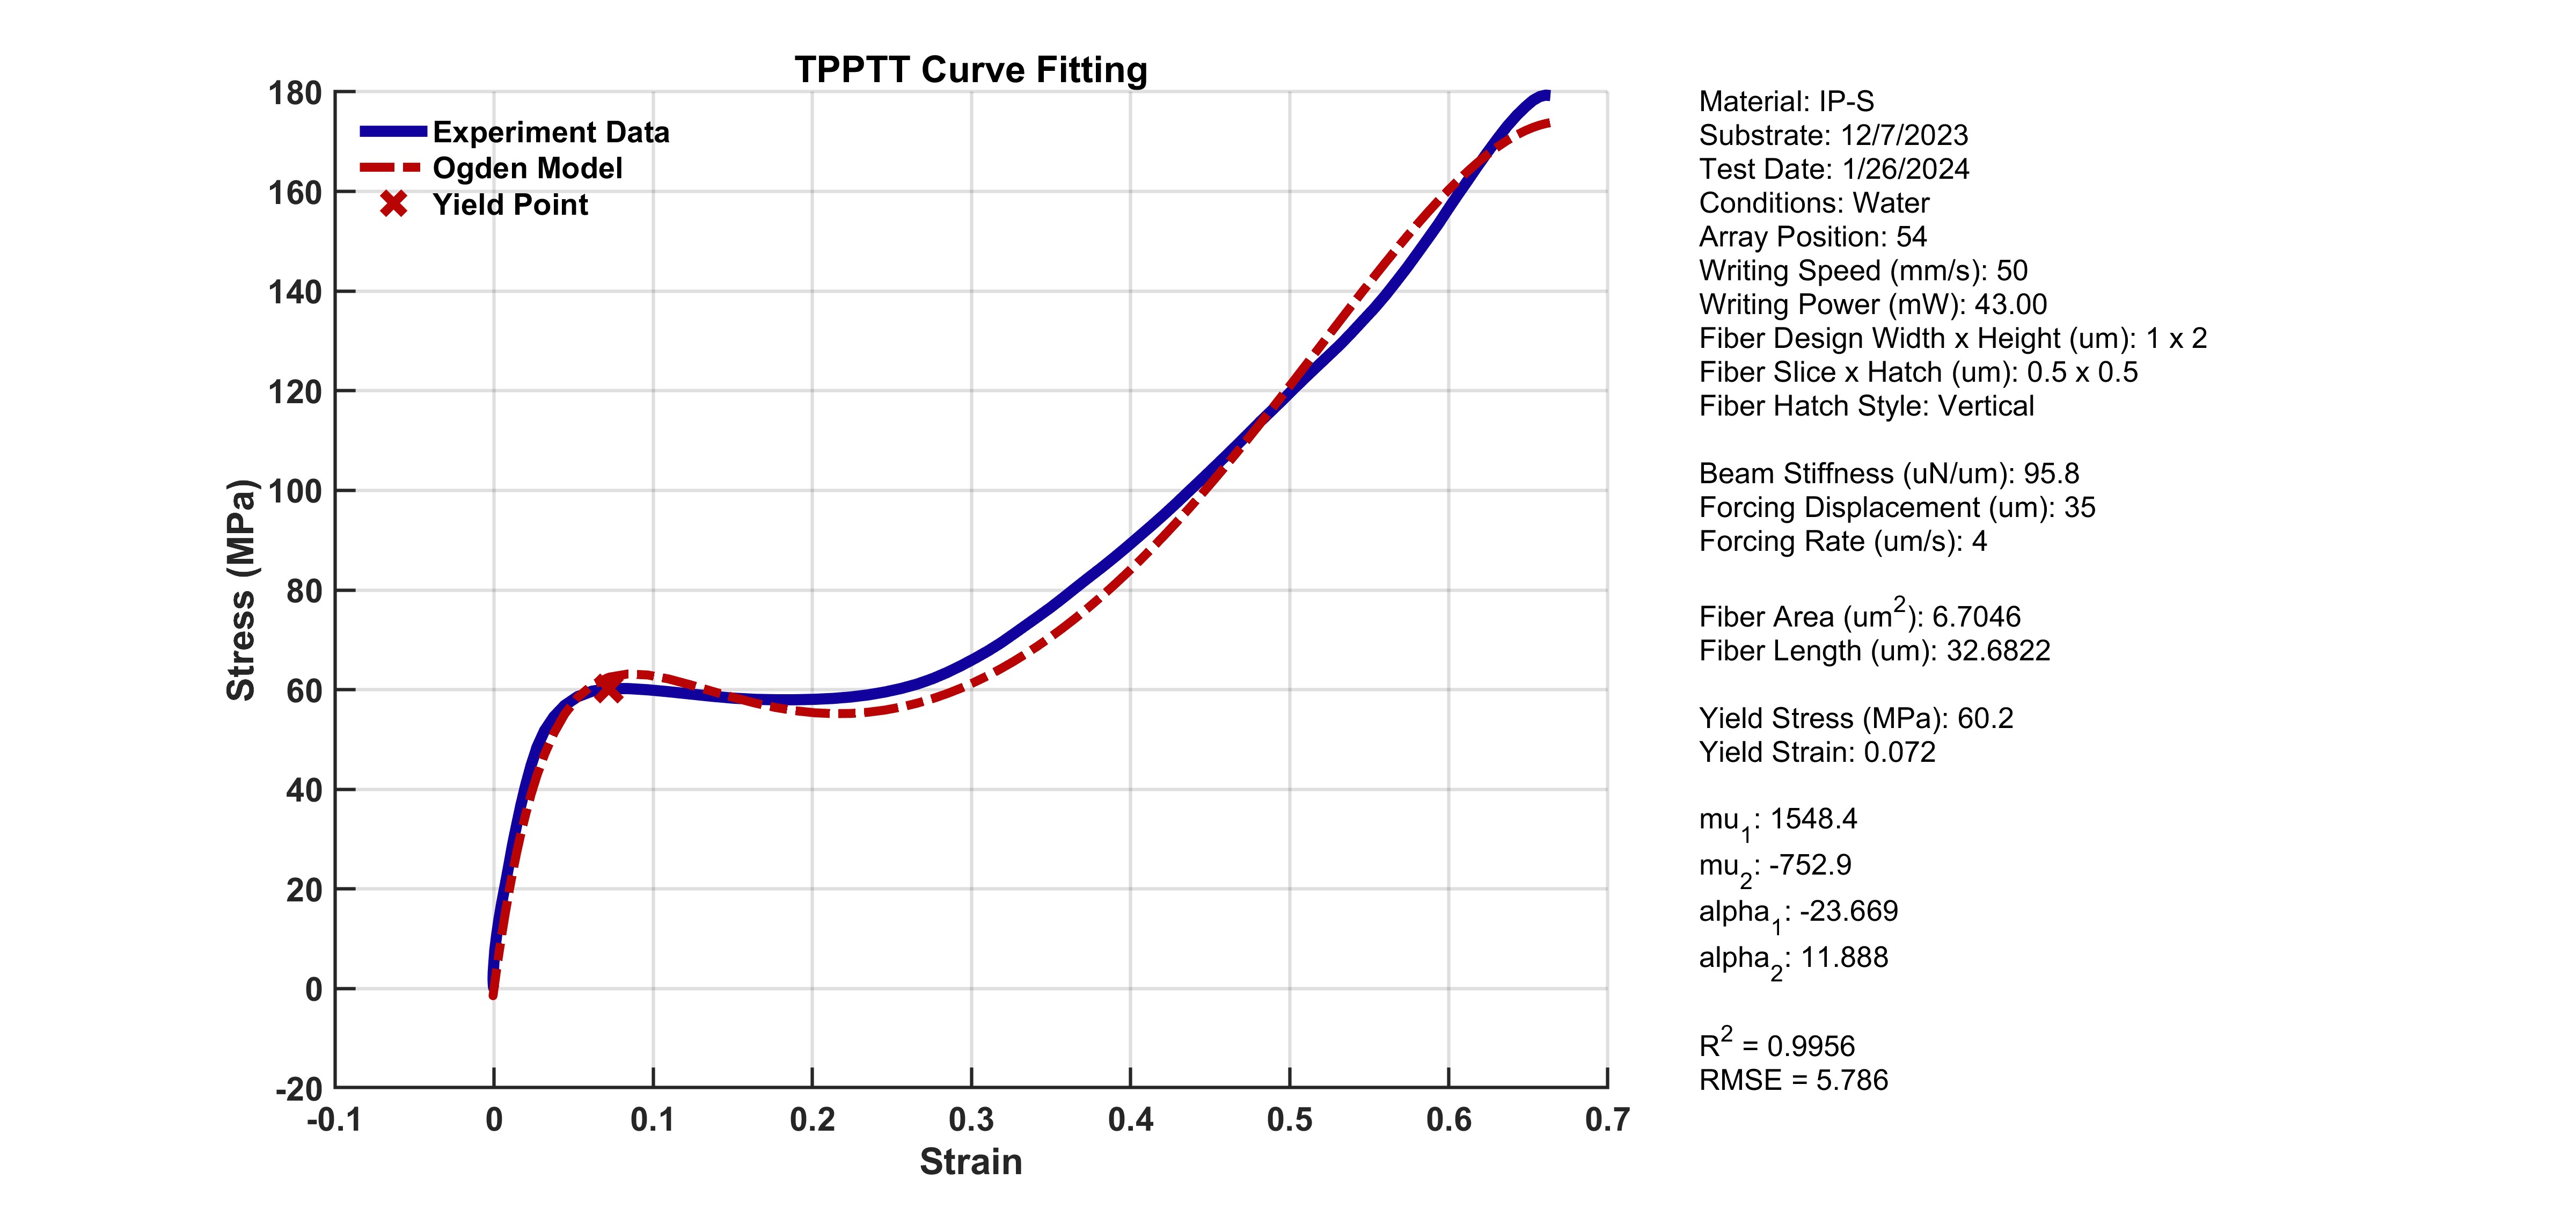 TPPTT Curve Fitting
Experiment Data
Ogden Model
Yield Point
Stress (MPa)
180
160
140
120
100
80
60
40
20
0
-20
-0.1 0 0.1 0.2 0.3 0.4 0.5 0.6 0.7
Strain
Material: IP-S
Substrate: 12/7/2023
Test Date: 1/26/2024
Conditions: Water
Array Position: 54
Writing Speed (mm/s): 50
Writing Power (mW): 43.00
Fiber Design Width x Height (um): 1 x 2
Fiber Slice x Hatch (um): 0.5 x 0.5
Fiber Hatch Style: Vertical
Beam Stiffness (uN/um): 95.8
Forcing Displacement (um): 35
Forcing Rate (um/s): 4
Fiber Area (um²): 6.7046
Fiber Length (um): 32.6822
Yield Stress (MPa): 60.2
Yield Strain: 0.072
mu₁: 1548.4
mu₂: -752.9
alpha₁: -23.669
alpha₂: 11.888
R² = 0.9956
RMSE = 5.786